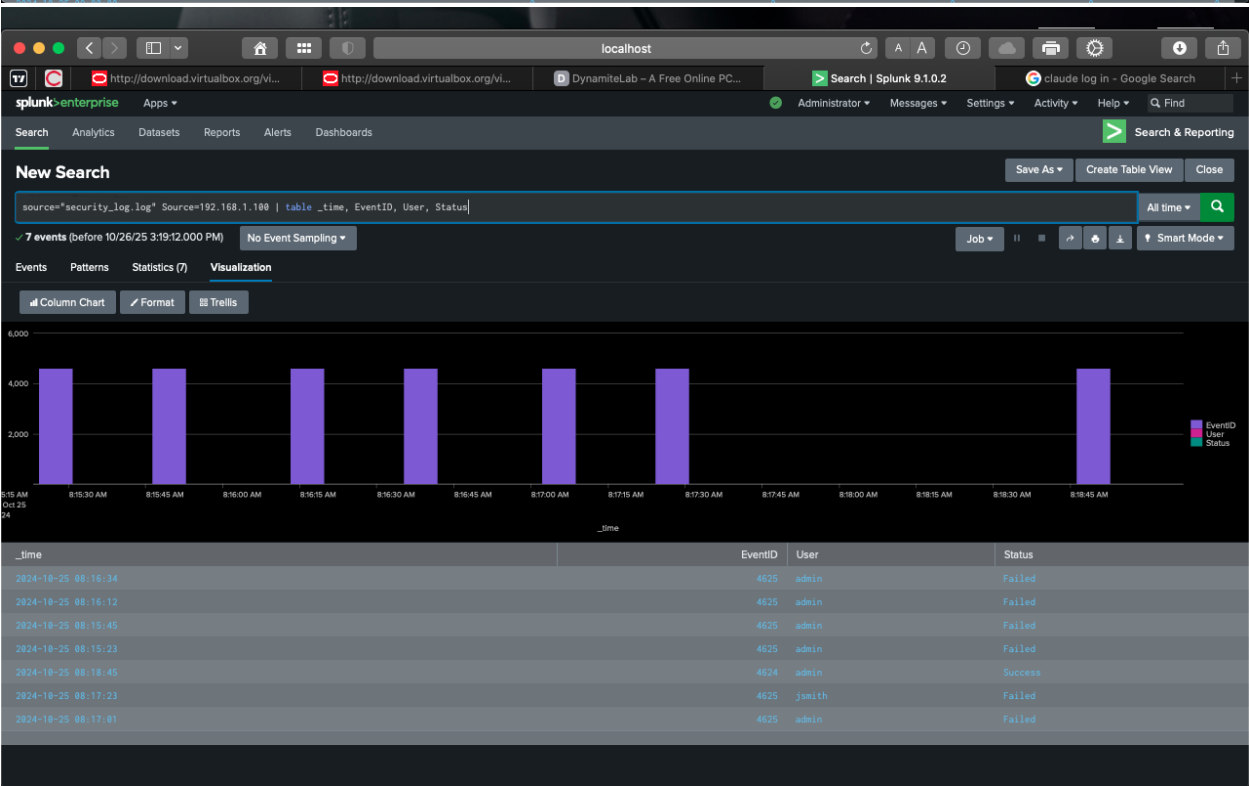 localhost
A A
http://download.virtualbox.org/vi...
http://download.virtualbox.org/vi...
D DynamiteLab – A Free Online PC...
> Search | Splunk 9.1.0.2
G claude log in - Google Search
splunk>enterprise Apps
Administrator Messages Settings Activity Help Find
Search Analytics Datasets Reports Alerts Dashboards
> Search & Reporting
New Search
Save As Create Table View Close
source="security_log.log" Source=192.168.1.100 | table _time, EventID, User, Status
All time
7 events (before 10/26/25 3:19:12.000 PM) No Event Sampling
Job Smart Mode
Events Patterns Statistics (7) Visualization
Column Chart Format Trellis
6,000
4,000
2,000
EventID
User
Status
5:15 AM 8:15:30 AM 8:15:45 AM 8:16:00 AM 8:16:15 AM 8:16:30 AM 8:16:45 AM 8:17:00 AM 8:17:15 AM 8:17:30 AM 8:17:45 AM 8:18:00 AM 8:18:15 AM 8:18:30 AM 8:18:45 AM
Oct 25
24
_time
_time EventID User Status
2024-10-25 08:16:34 4625 admin Failed
2024-10-25 08:16:12 4625 admin Failed
2024-10-25 08:15:45 4625 admin Failed
2024-10-25 08:15:23 4625 admin Failed
2024-10-25 08:18:45 4624 admin Success
2024-10-25 08:17:23 4625 jsmith Failed
2024-10-25 08:17:01 4625 admin Failed